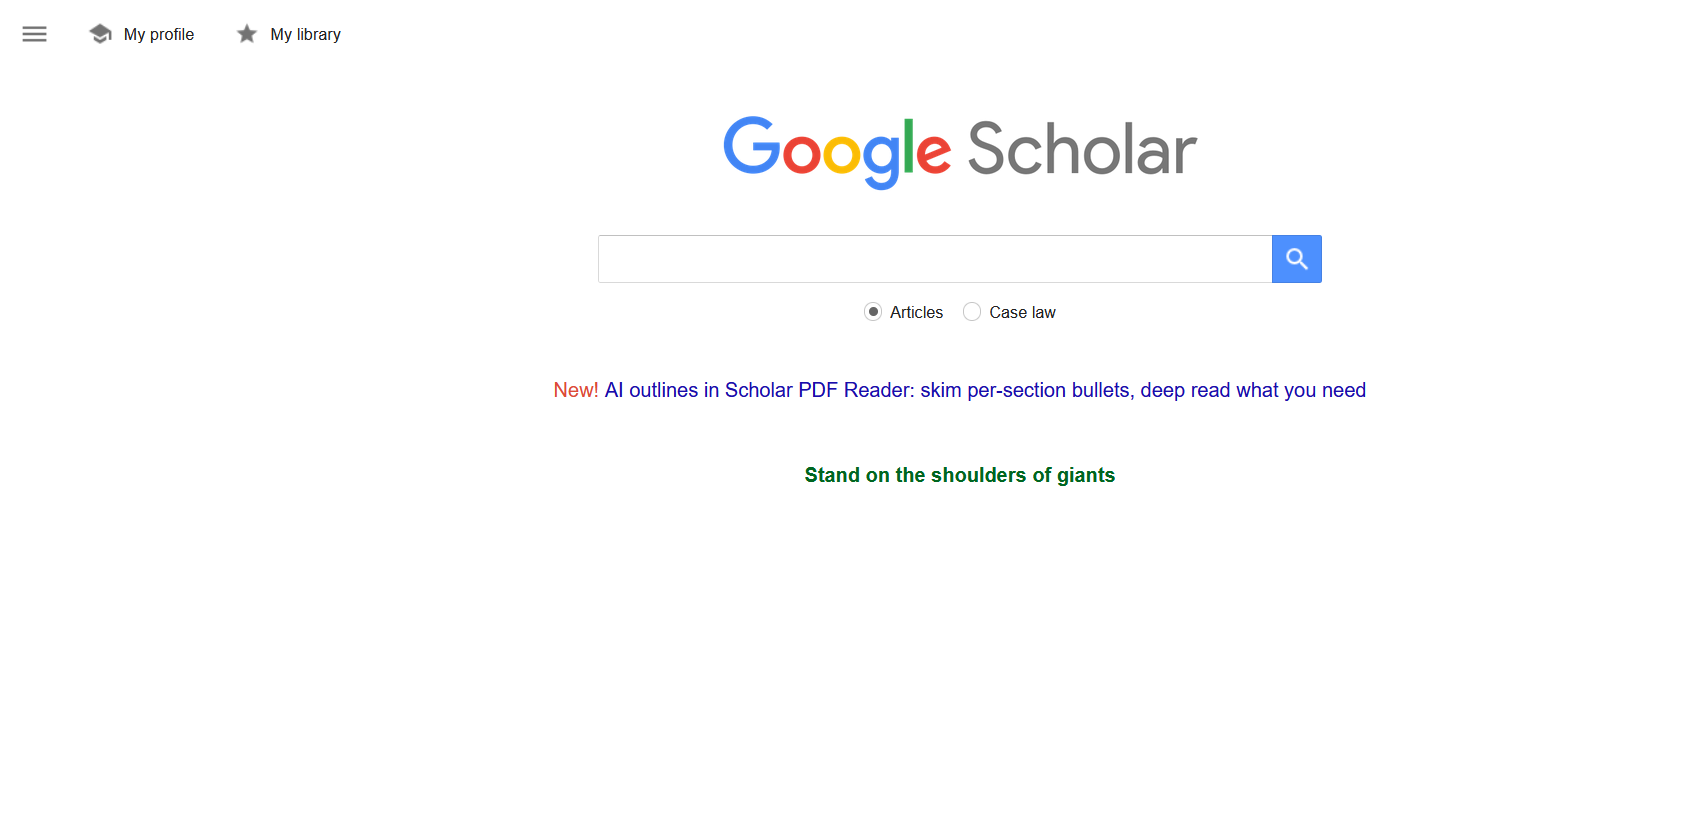 My profile
My library
Google Scholar
Articles
Case law
New! AI outlines in Scholar PDF Reader: skim per-section bullets, deep read what you need
Stand on the shoulders of giants